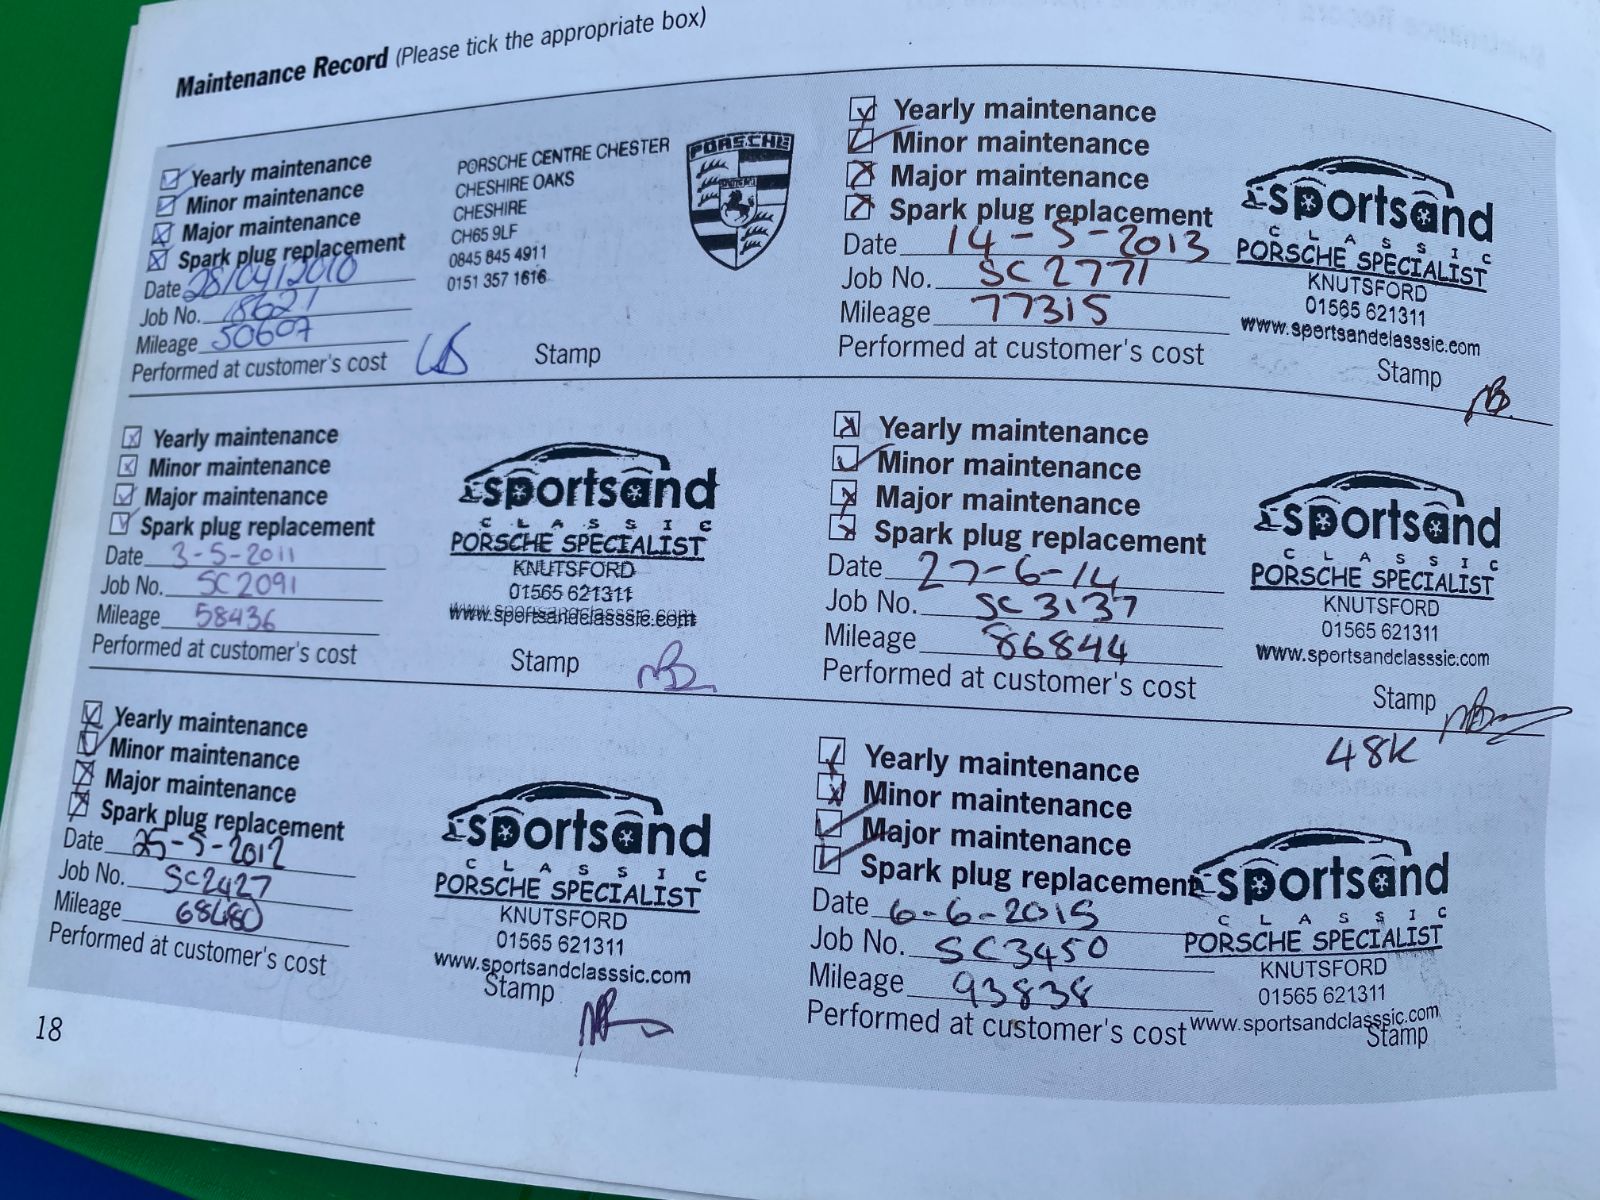 Maintenance Record (Please tick the appropriate box)
Yearly maintenance
Minor maintenance
Major maintenance
Spark plug replacement
Date 28/04/2010
Job No. 18627
Mileage 50607
Performed at customer's cost
Stamp
PORSCHE CENTRE CHESTER
CHESHIRE OAKS
CHESHIRE
CH65 9LF
0845 845 4911
0151 357 1616
PORSCHE
Yearly maintenance
Minor maintenance
Major maintenance
Spark plug replacement
Date 3-5-2011
Job No. SC2091
Mileage 58436
Performed at customer's cost
Stamp
sportsand
CLASSIC
PORSCHE SPECIALIST
KNUTSFORD
01565 621311
www.sportsandclasssic.com
Yearly maintenance
Minor maintenance
Major maintenance
Spark plug replacement
Date 25-5-2012
Job No. SC2427
Mileage 68480
Performed at customer's cost
sportsand
CLASSIC
PORSCHE SPECIALIST
KNUTSFORD
01565 621311
www.sportsandclasssic.com
Stamp
Yearly maintenance
Minor maintenance
Major maintenance
Spark plug replacement
Date 14-5-2013
Job No. SC2771
Mileage 77315
Performed at customer's cost
sportsand
CLASSIC
PORSCHE SPECIALIST
KNUTSFORD
01565 621311
www.sportsandclasssic.com
Stamp
Yearly maintenance
Minor maintenance
Major maintenance
Spark plug replacement
Date 27-6-14
Job No. SC3137
Mileage 86844
Performed at customer's cost
sportsand
CLASSIC
PORSCHE SPECIALIST
KNUTSFORD
01565 621311
www.sportsandclasssic.com
Stamp
48K
Yearly maintenance
Minor maintenance
Major maintenance
Spark plug replacement
Date 6-6-2015
Job No. SC3450
Mileage 93838
Performed at customer's cost
sportsand
CLASSIC
PORSCHE SPECIALIST
KNUTSFORD
01565 621311
www.sportsandclasssic.com
Stamp
18